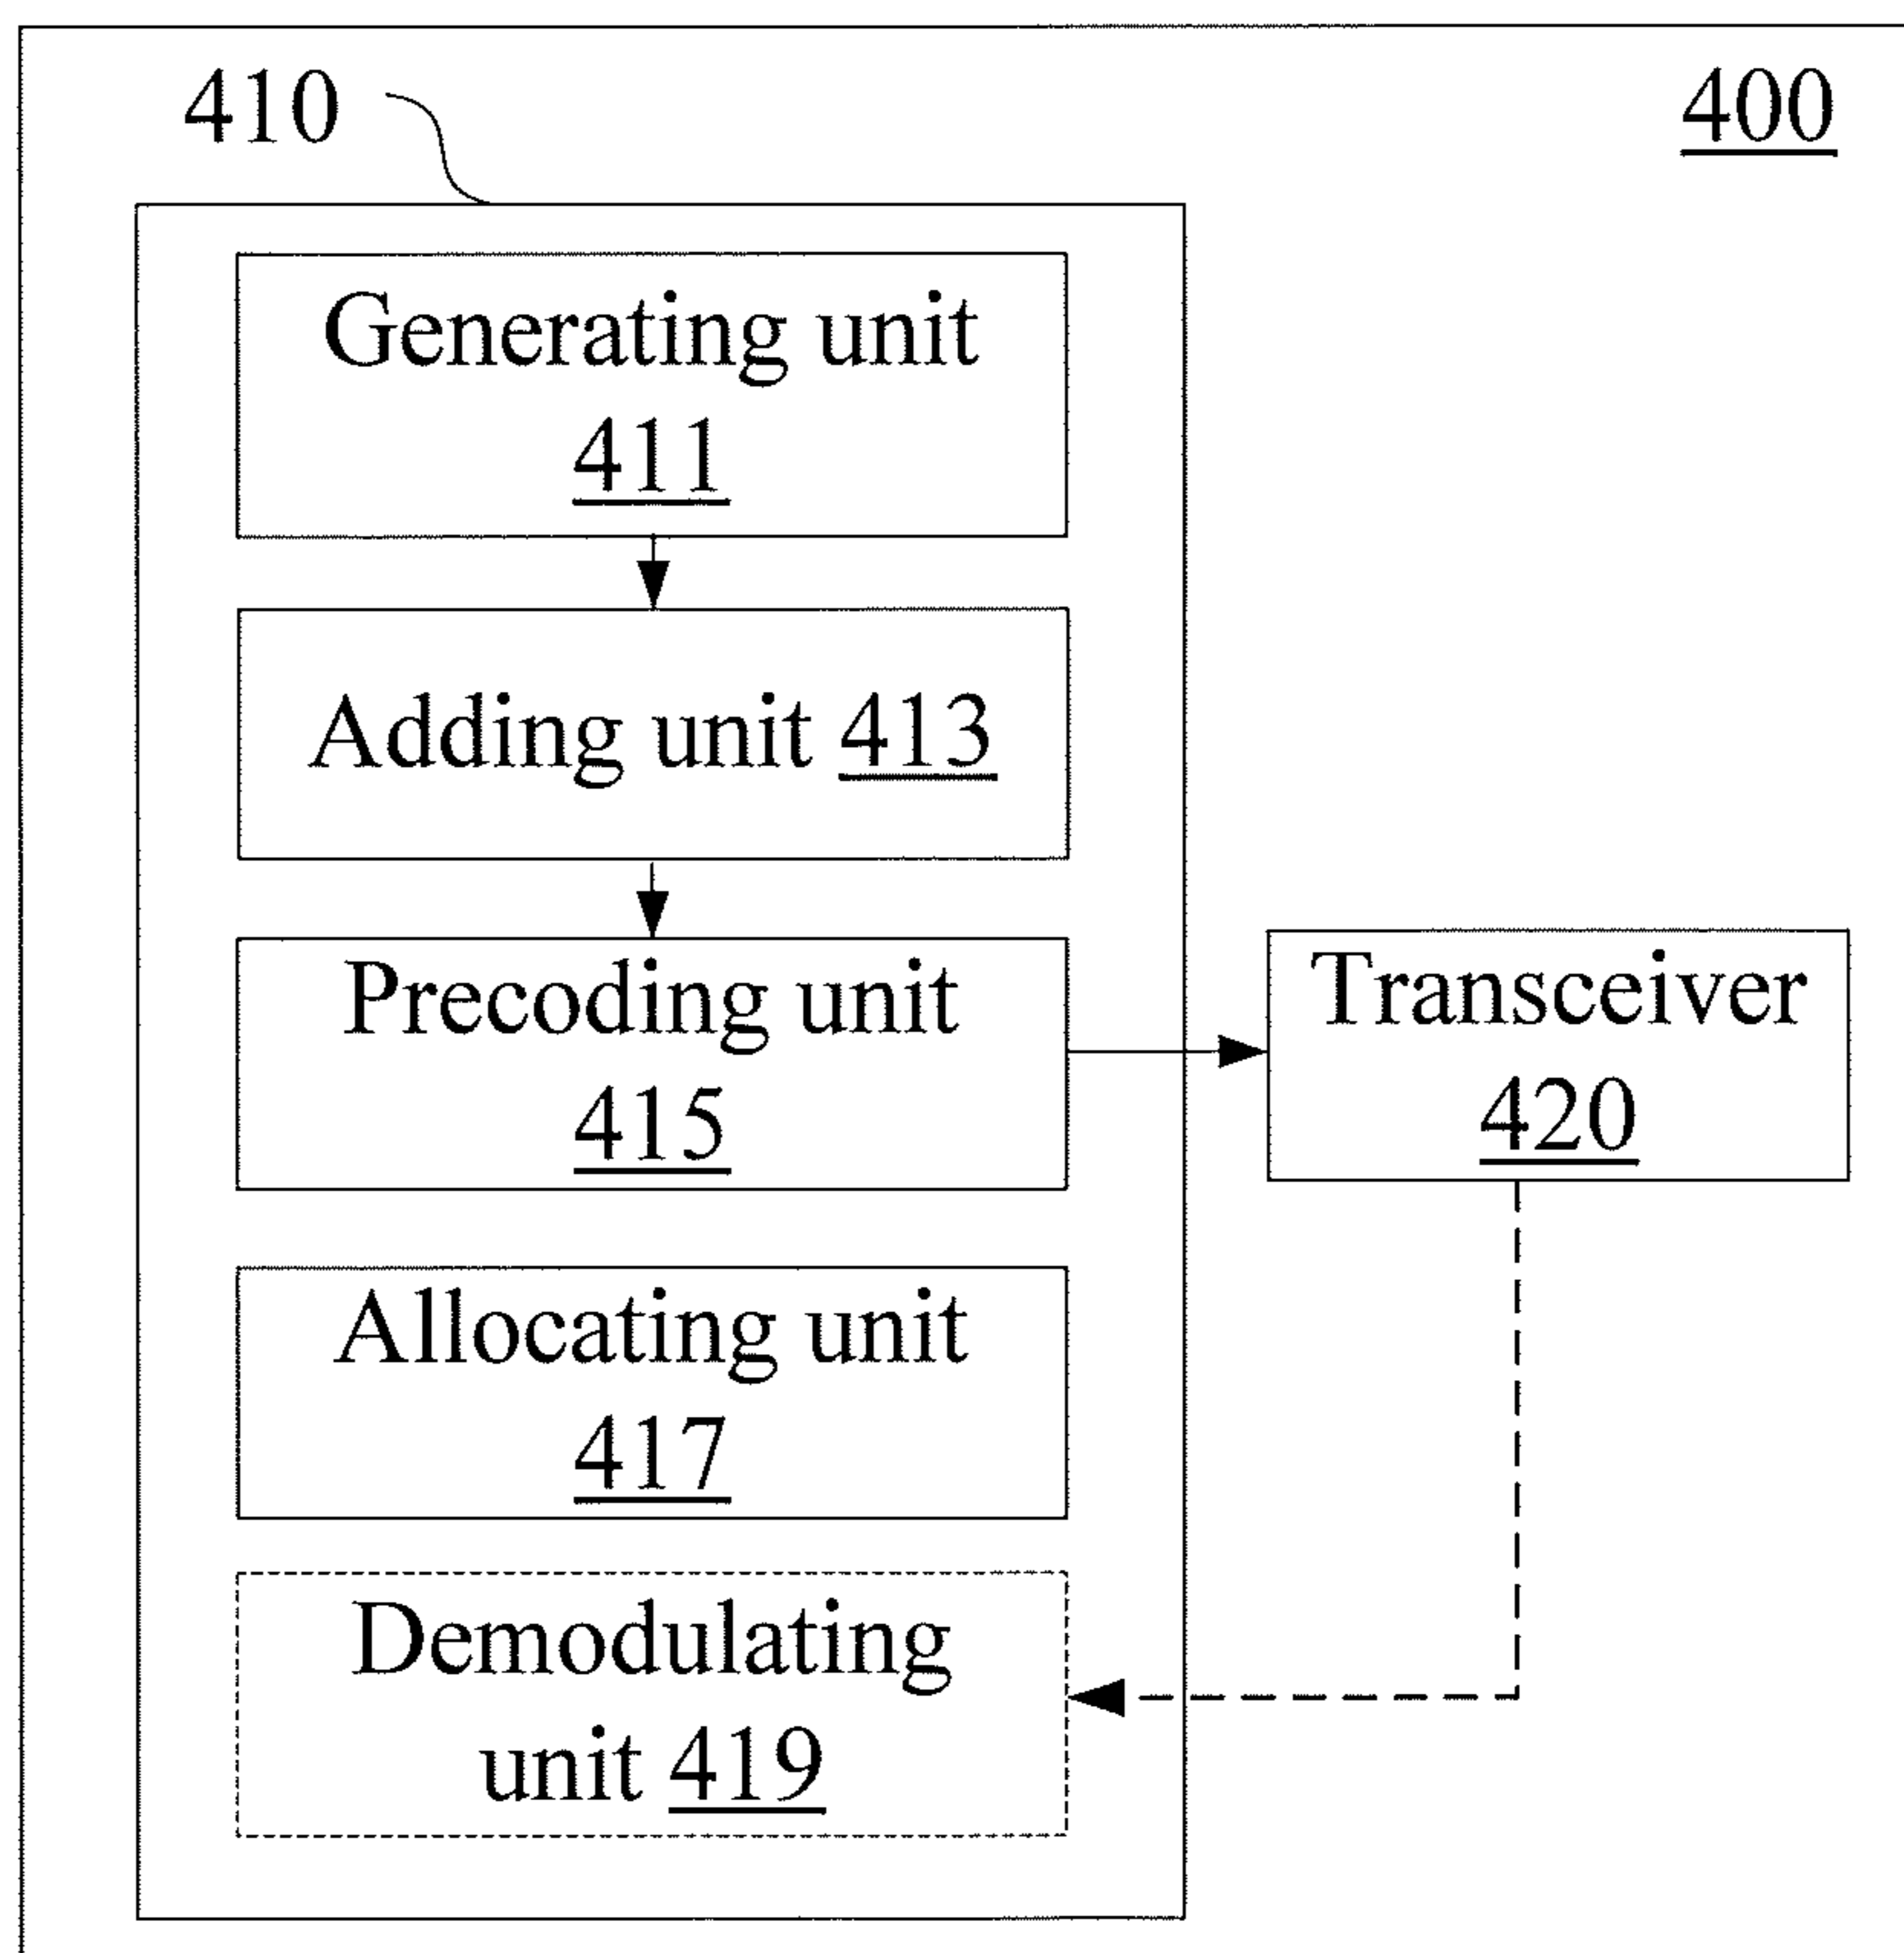 410
400
Generating unit
411
Adding unit 413
Precoding unit
415
Transceiver
420
Allocating unit
417
Demodulating
unit 419